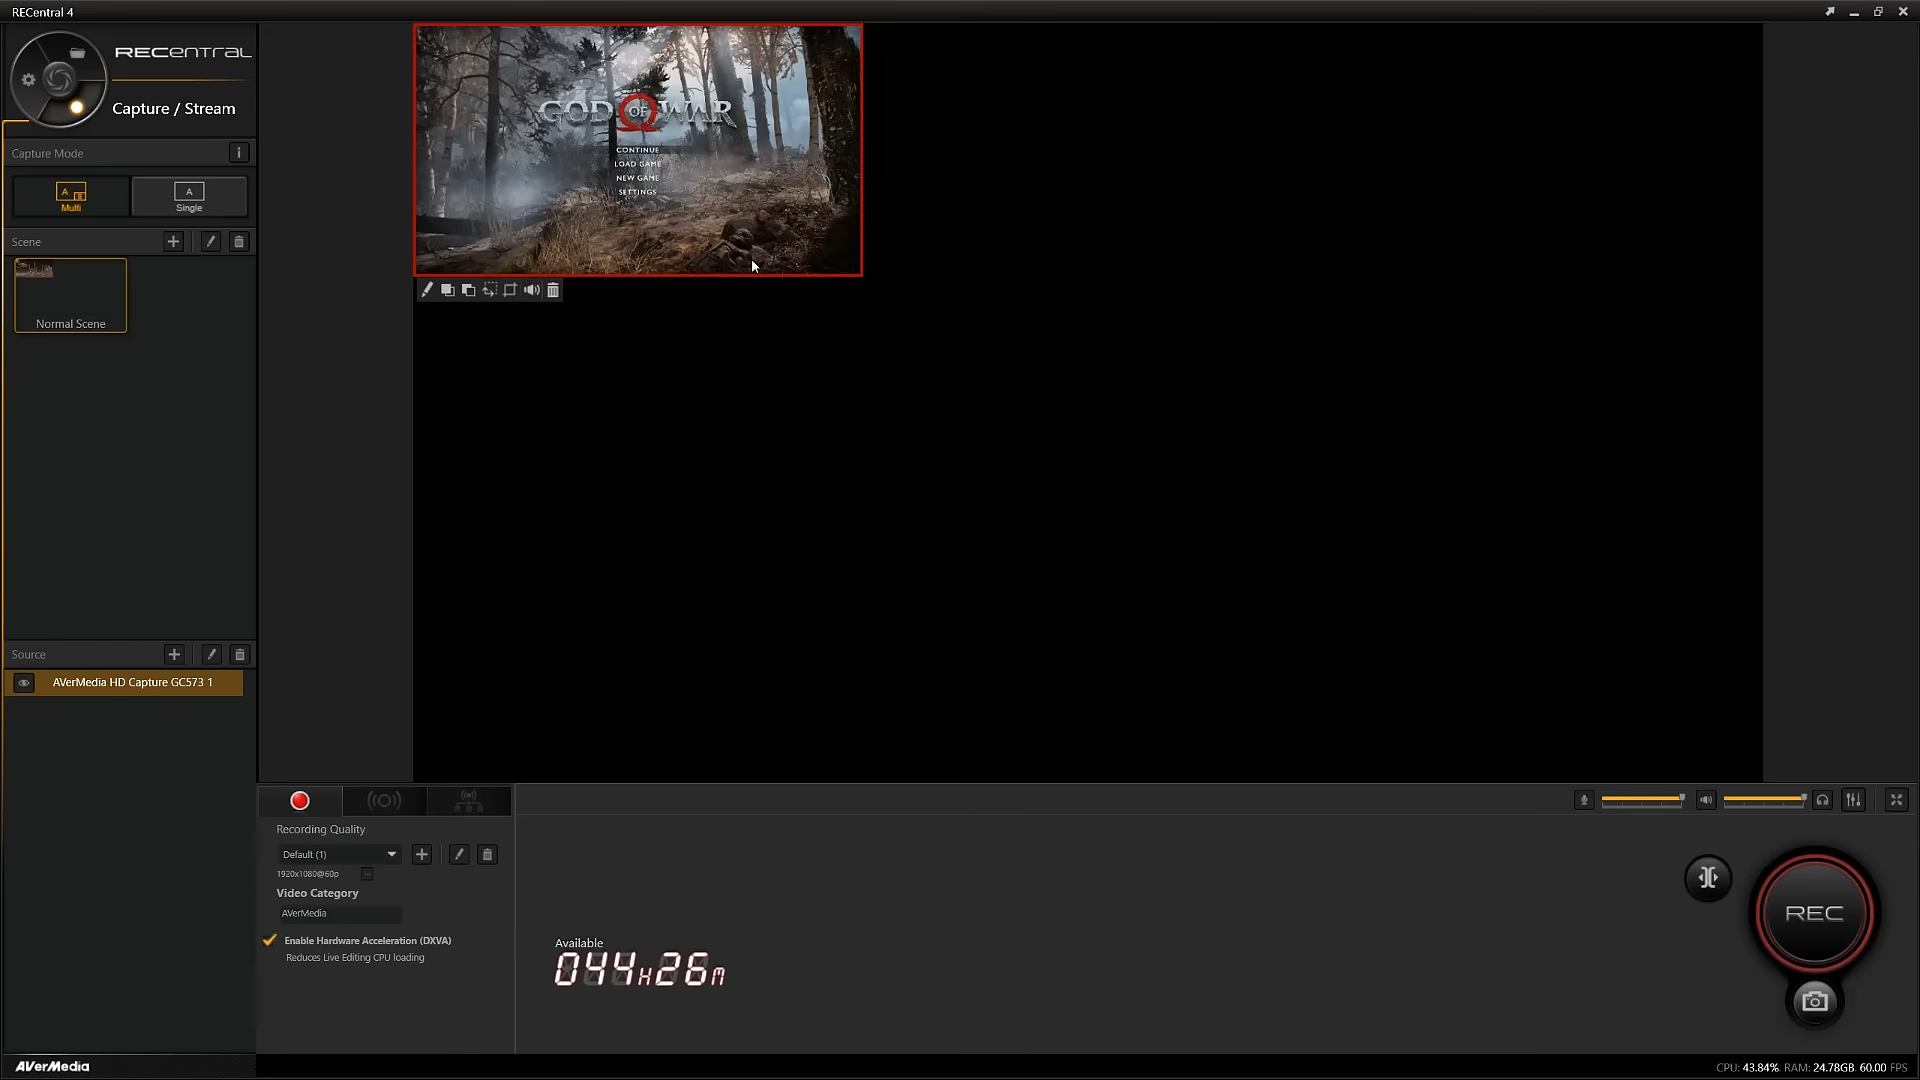 RECentral 4
RECENTRAL
Capture / Stream
Capture Mode
i
A B
Multi
A
Single
Scene
Normal Scene
Source
AVerMedia HD Capture GC573 1
GOD OF WAR
CONTINUE
LOAD GAME
NEW GAME
SETTINGS
Recording Quality
Default (1)
1920x1080@60p
...
Video Category
AVerMedia
Enable Hardware Acceleration (DXVA)
Reduces Live Editing CPU loading
Available
044H26M
REC
AVerMedia
CPU: 43.84%. RAM: 24.78GB. 60.00 FPS